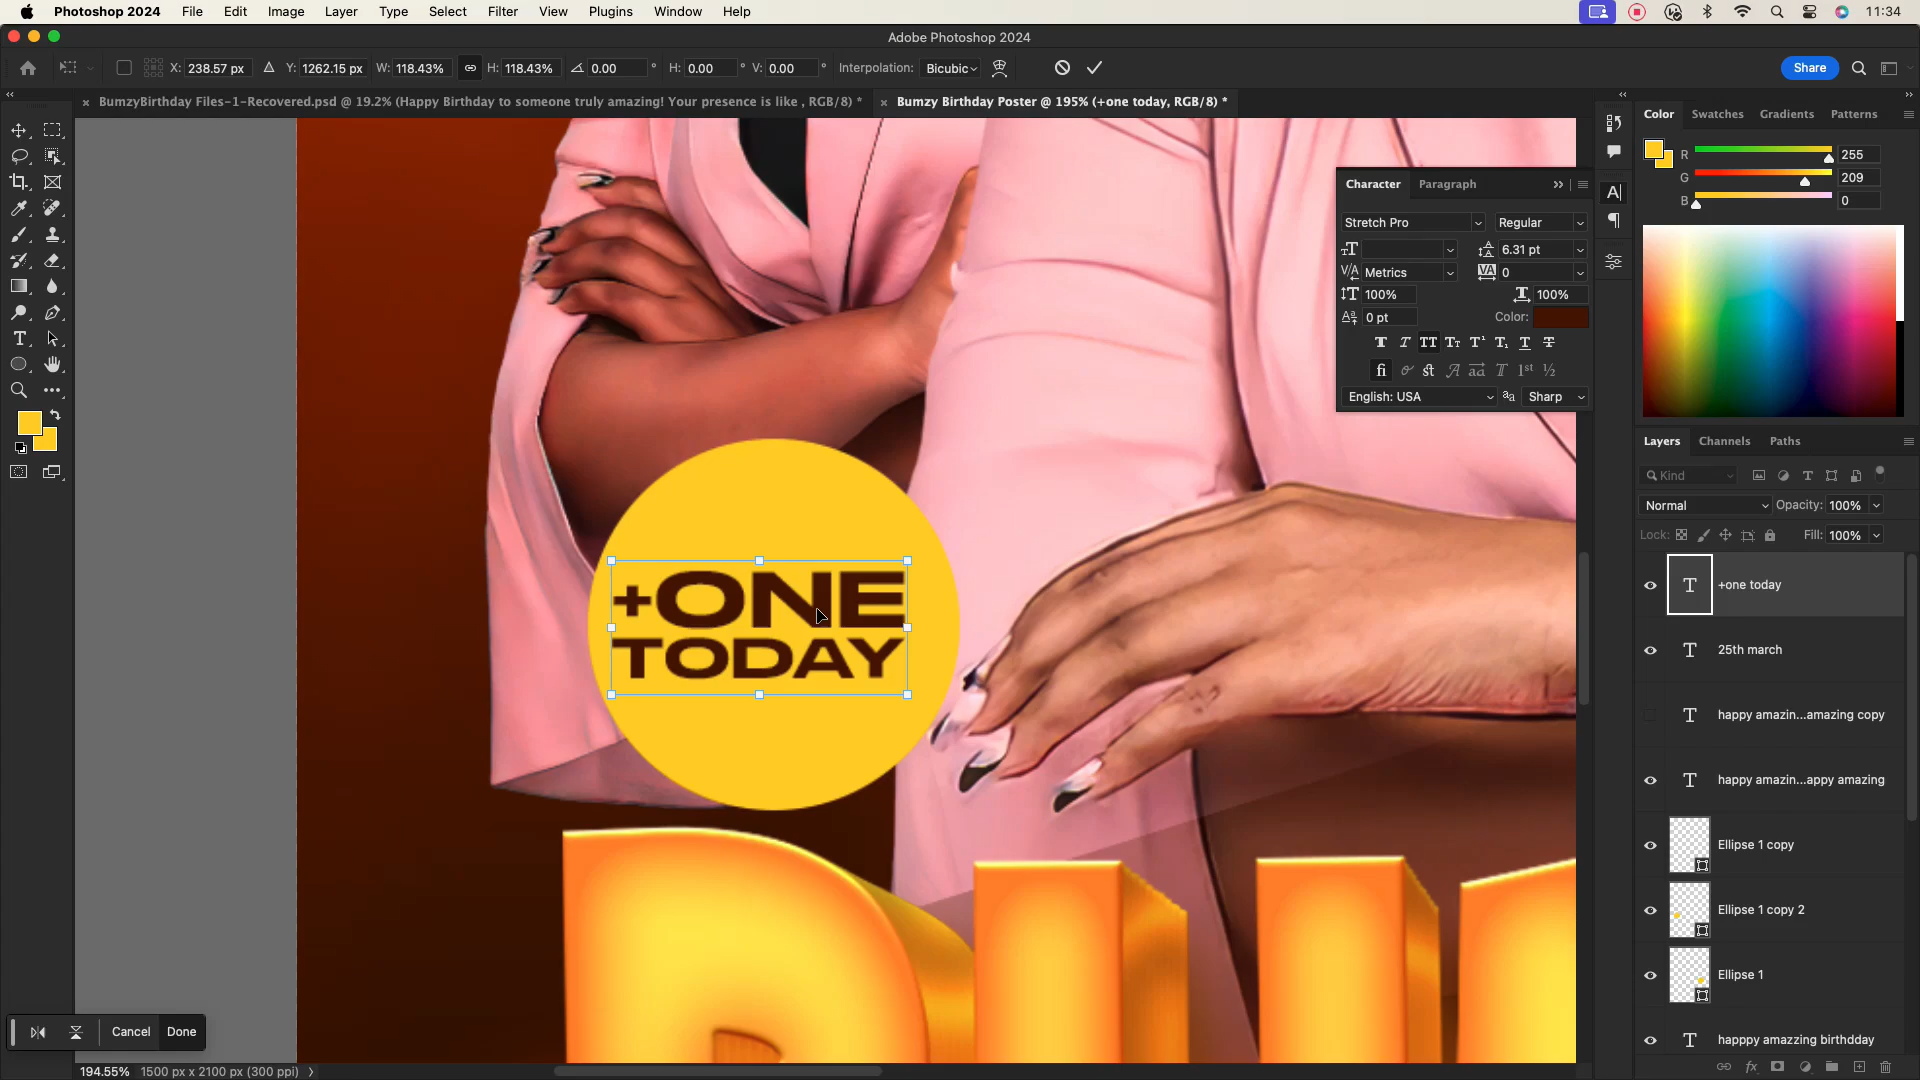 Photoshop 2024 File Edit Image Layer Type Select Filter View Plugins Window Help 11:34
Adobe Photoshop 2024
X: 238.57 px Y: 1262.15 px W: 118.43% H: 118.43% 0.00 ° H: 0.00 ° V: 0.00 ° Interpolation: Bicubic Share
BumzyBirthday Files-1-Recovered.psd @ 19.2% (Happy Birthday to someone truly amazing! Your presence is like , RGB/8) * Bumzy Birthday Poster @ 195% (+one today, RGB/8) *
Color Swatches Gradients Patterns
R 255
G 209
B 0
Character Paragraph
Stretch Pro Regular
6.31 pt
Metrics 0
100% 100%
0 pt Color:
English: USA Sharp
+ONE
TODAY
Layers Channels Paths
Kind
Normal Opacity: 100%
Lock: Fill: 100%
+one today
25th march
happy amazin...amazing copy
happy amazin...appy amazing
Ellipse 1 copy
Ellipse 1 copy 2
Ellipse 1
happpy amazzing birthdday
Cancel Done
194.55% 1500 px x 2100 px (300 ppi)